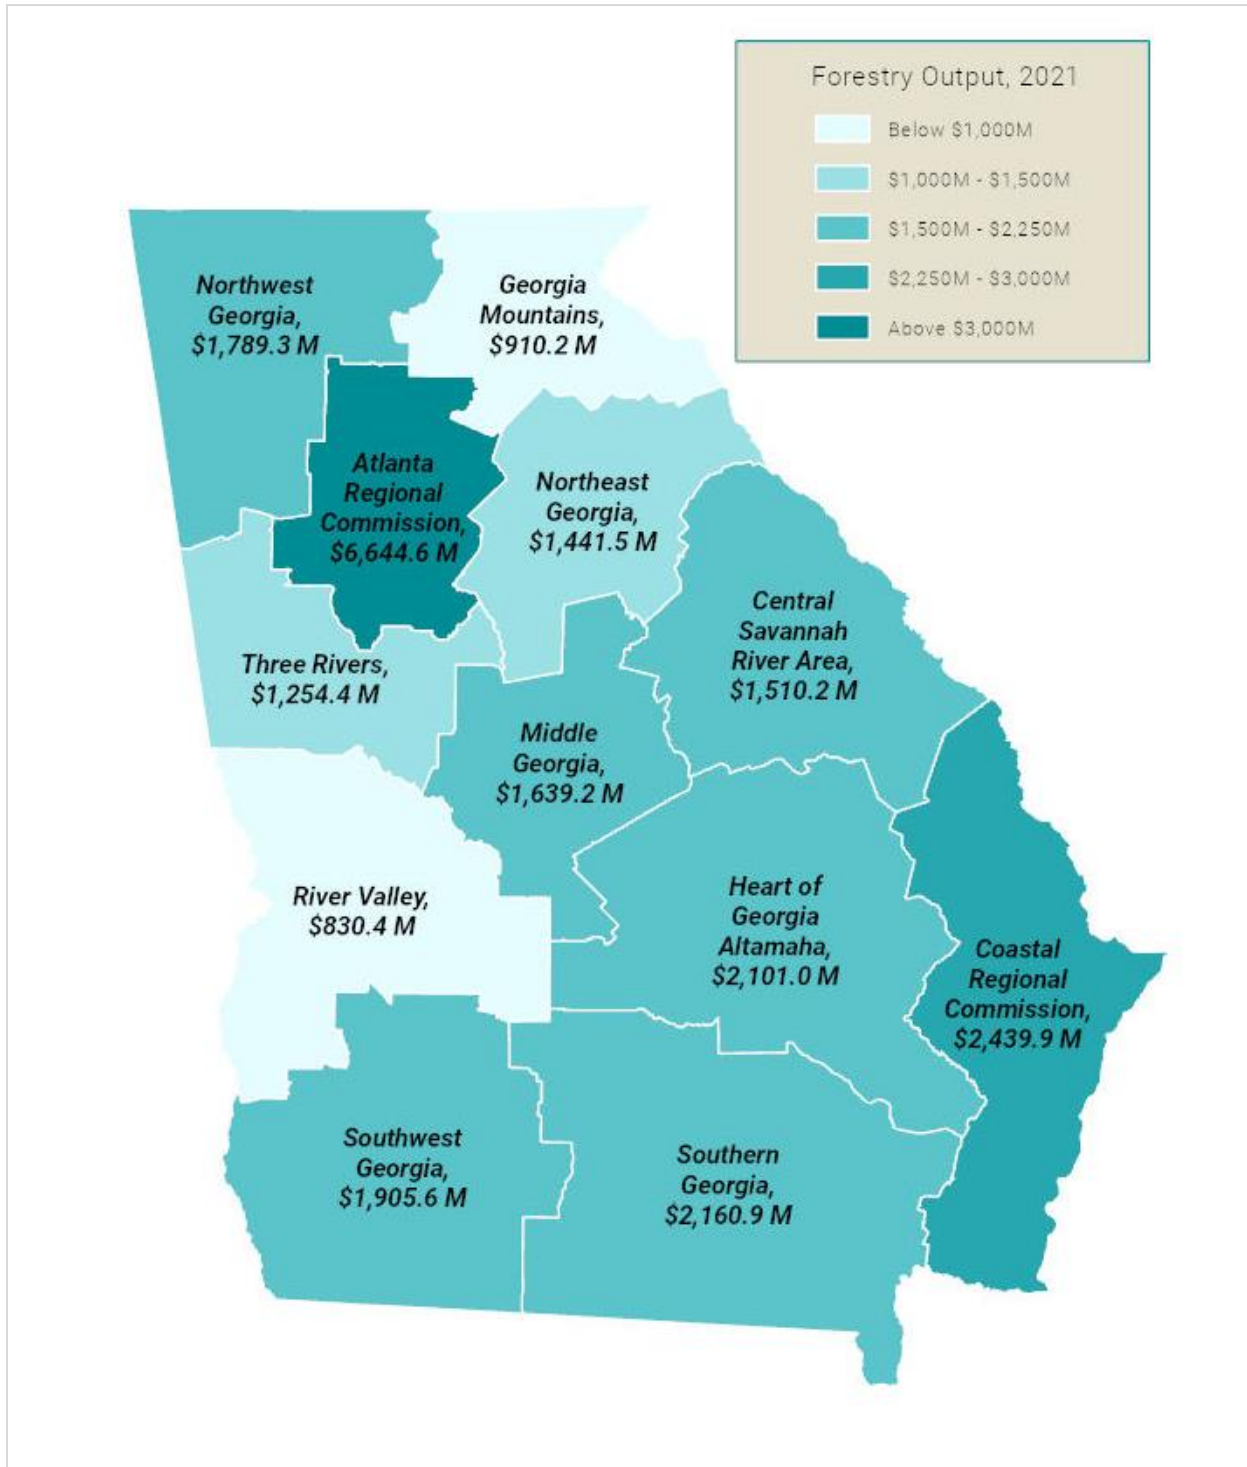 Forestry Output, 2021
Below $1,000M
$1,000M - $1,500M
$1,500M - $2,250M
$2,250M - $3,000M
Above $3,000M
Northwest
Georgia,
$1,789.3 M
Georgia
Mountains,
$910.2 M
Atlanta
Regional
Commission,
$6,644.6 M
Northeast
Georgia,
$1,441.5 M
Central
Savannah
River Area,
$1,510.2 M
Three Rivers,
$1,254.4 M
Middle
Georgia,
$1,639.2 M
River Valley,
$830.4 M
Heart of
Georgia
Altamaha,
$2,101.0 M
Coastal
Regional
Commission,
$2,439.9 M
Southwest
Georgia,
$1,905.6 M
Southern
Georgia,
$2,160.9 M